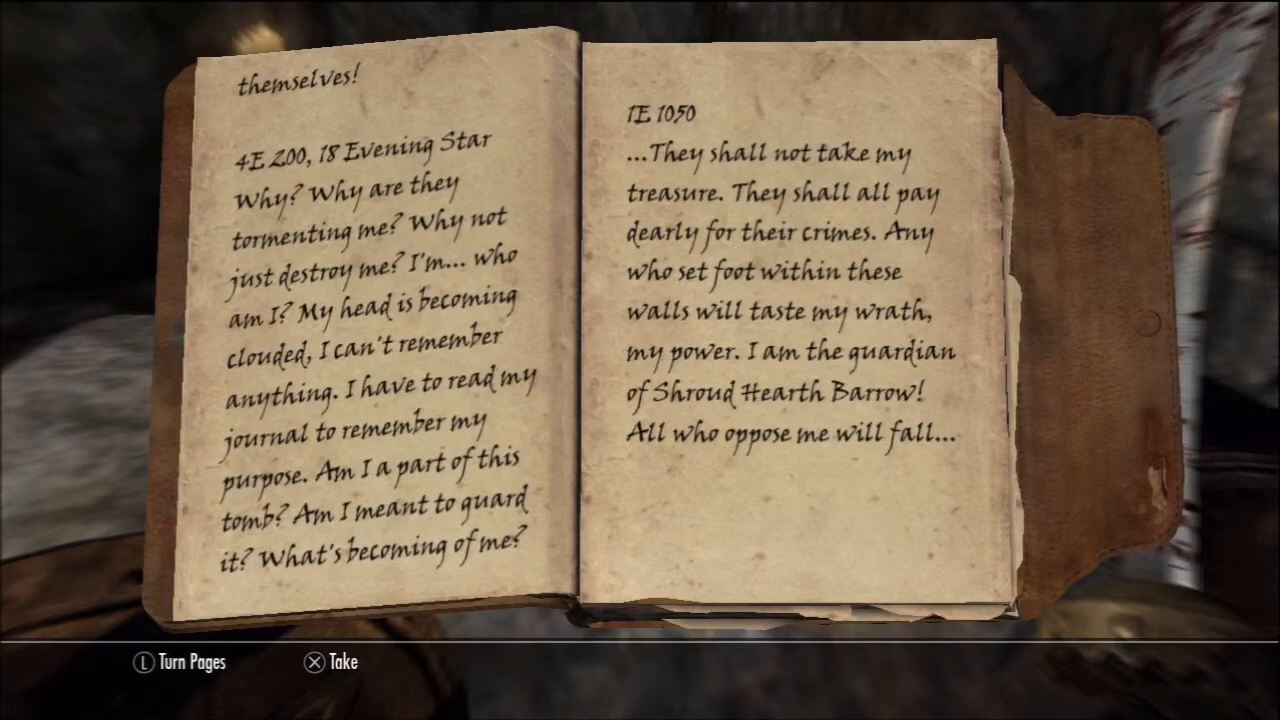 themselves!
4E 200, 18 Evening Star
Why? Why are they
tormenting me? Why not
just destroy me? I'm... who
am I? My head is becoming
clouded, I can't remember
anything. I have to read my
journal to remember my
purpose. Am I a part of this
tomb? Am I meant to guard
it? What's becoming of me?
1E 1050
...They shall not take my
treasure. They shall all pay
dearly for their crimes. Any
who set foot within these
walls will taste my wrath,
my power. I am the guardian
of Shroud Hearth Barrow!
All who oppose me will fall...
L Turn Pages
X Take